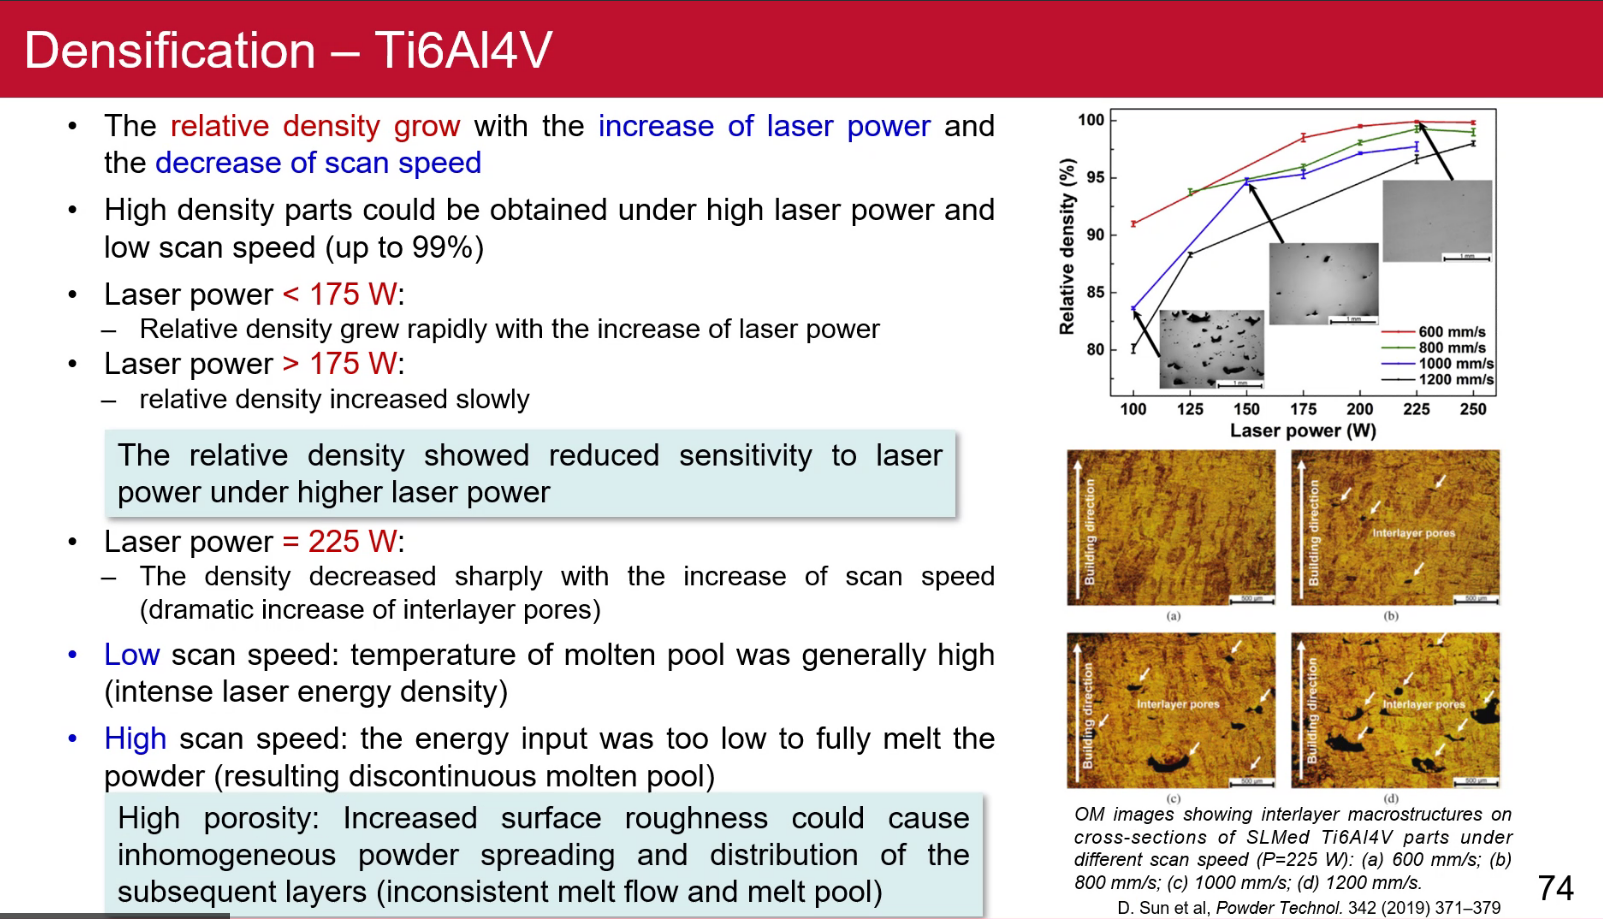 Densification – Ti6Al4V
• The relative density grow with the increase of laser power and
the decrease of scan speed
• High density parts could be obtained under high laser power and
low scan speed (up to 99%)
• Laser power < 175 W:
– Relative density grew rapidly with the increase of laser power
• Laser power > 175 W:
– relative density increased slowly
The relative density showed reduced sensitivity to laser
power under higher laser power
• Laser power = 225 W:
– The density decreased sharply with the increase of scan speed
(dramatic increase of interlayer pores)
• Low scan speed: temperature of molten pool was generally high
(intense laser energy density)
• High scan speed: the energy input was too low to fully melt the
powder (resulting discontinuous molten pool)
High porosity: Increased surface roughness could cause
inhomogeneous powder spreading and distribution of the
subsequent layers (inconsistent melt flow and melt pool)
Relative density (%)
100
95
90
85
80
1 mm
1 mm
1 mm
600 mm/s
800 mm/s
1000 mm/s
1200 mm/s
100 125 150 175 200 225 250
Laser power (W)
Building direction
500 µm
(a)
Building direction
Interlayer pores
500 µm
(b)
Building direction
Interlayer pores
500 µm
(c)
Building direction
Interlayer pores
500 µm
(d)
OM images showing interlayer macrostructures on
cross-sections of SLMed Ti6Al4V parts under
different scan speed (P=225 W): (a) 600 mm/s; (b)
800 mm/s; (c) 1000 mm/s; (d) 1200 mm/s.
D. Sun et al, Powder Technol. 342 (2019) 371–379
74